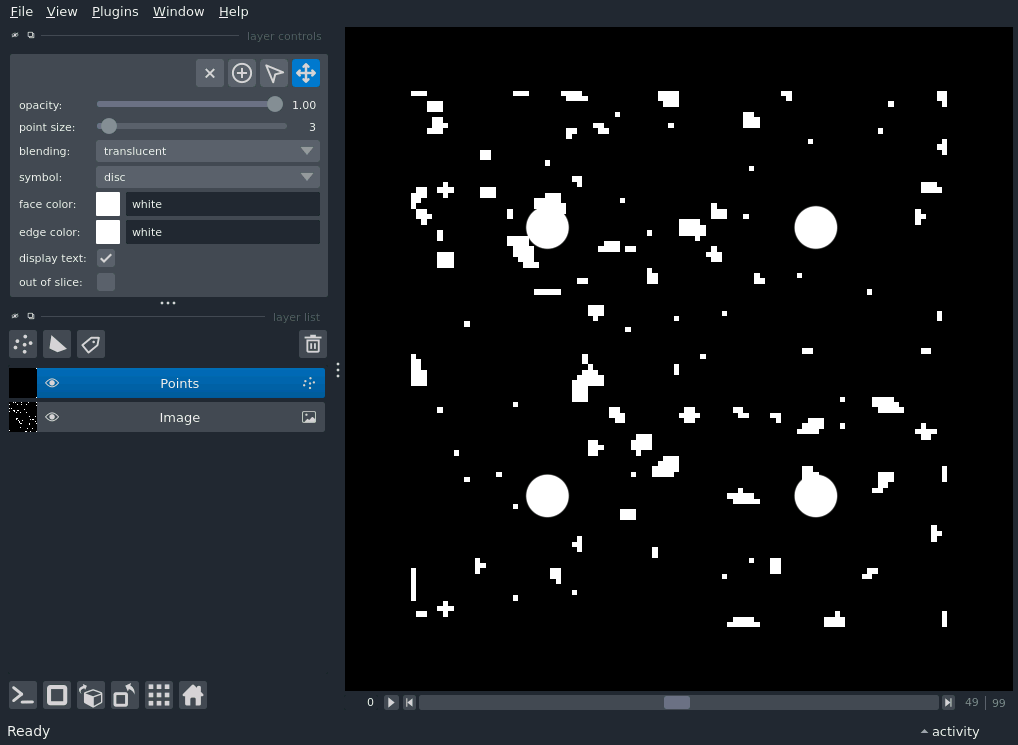 File View Plugins Window Help
layer controls
opacity: 1.00
point size: 3
blending: translucent
symbol: disc
face color: white
edge color: white
display text:
out of slice:
layer list
Points
Image
0 49 | 99
Ready activity